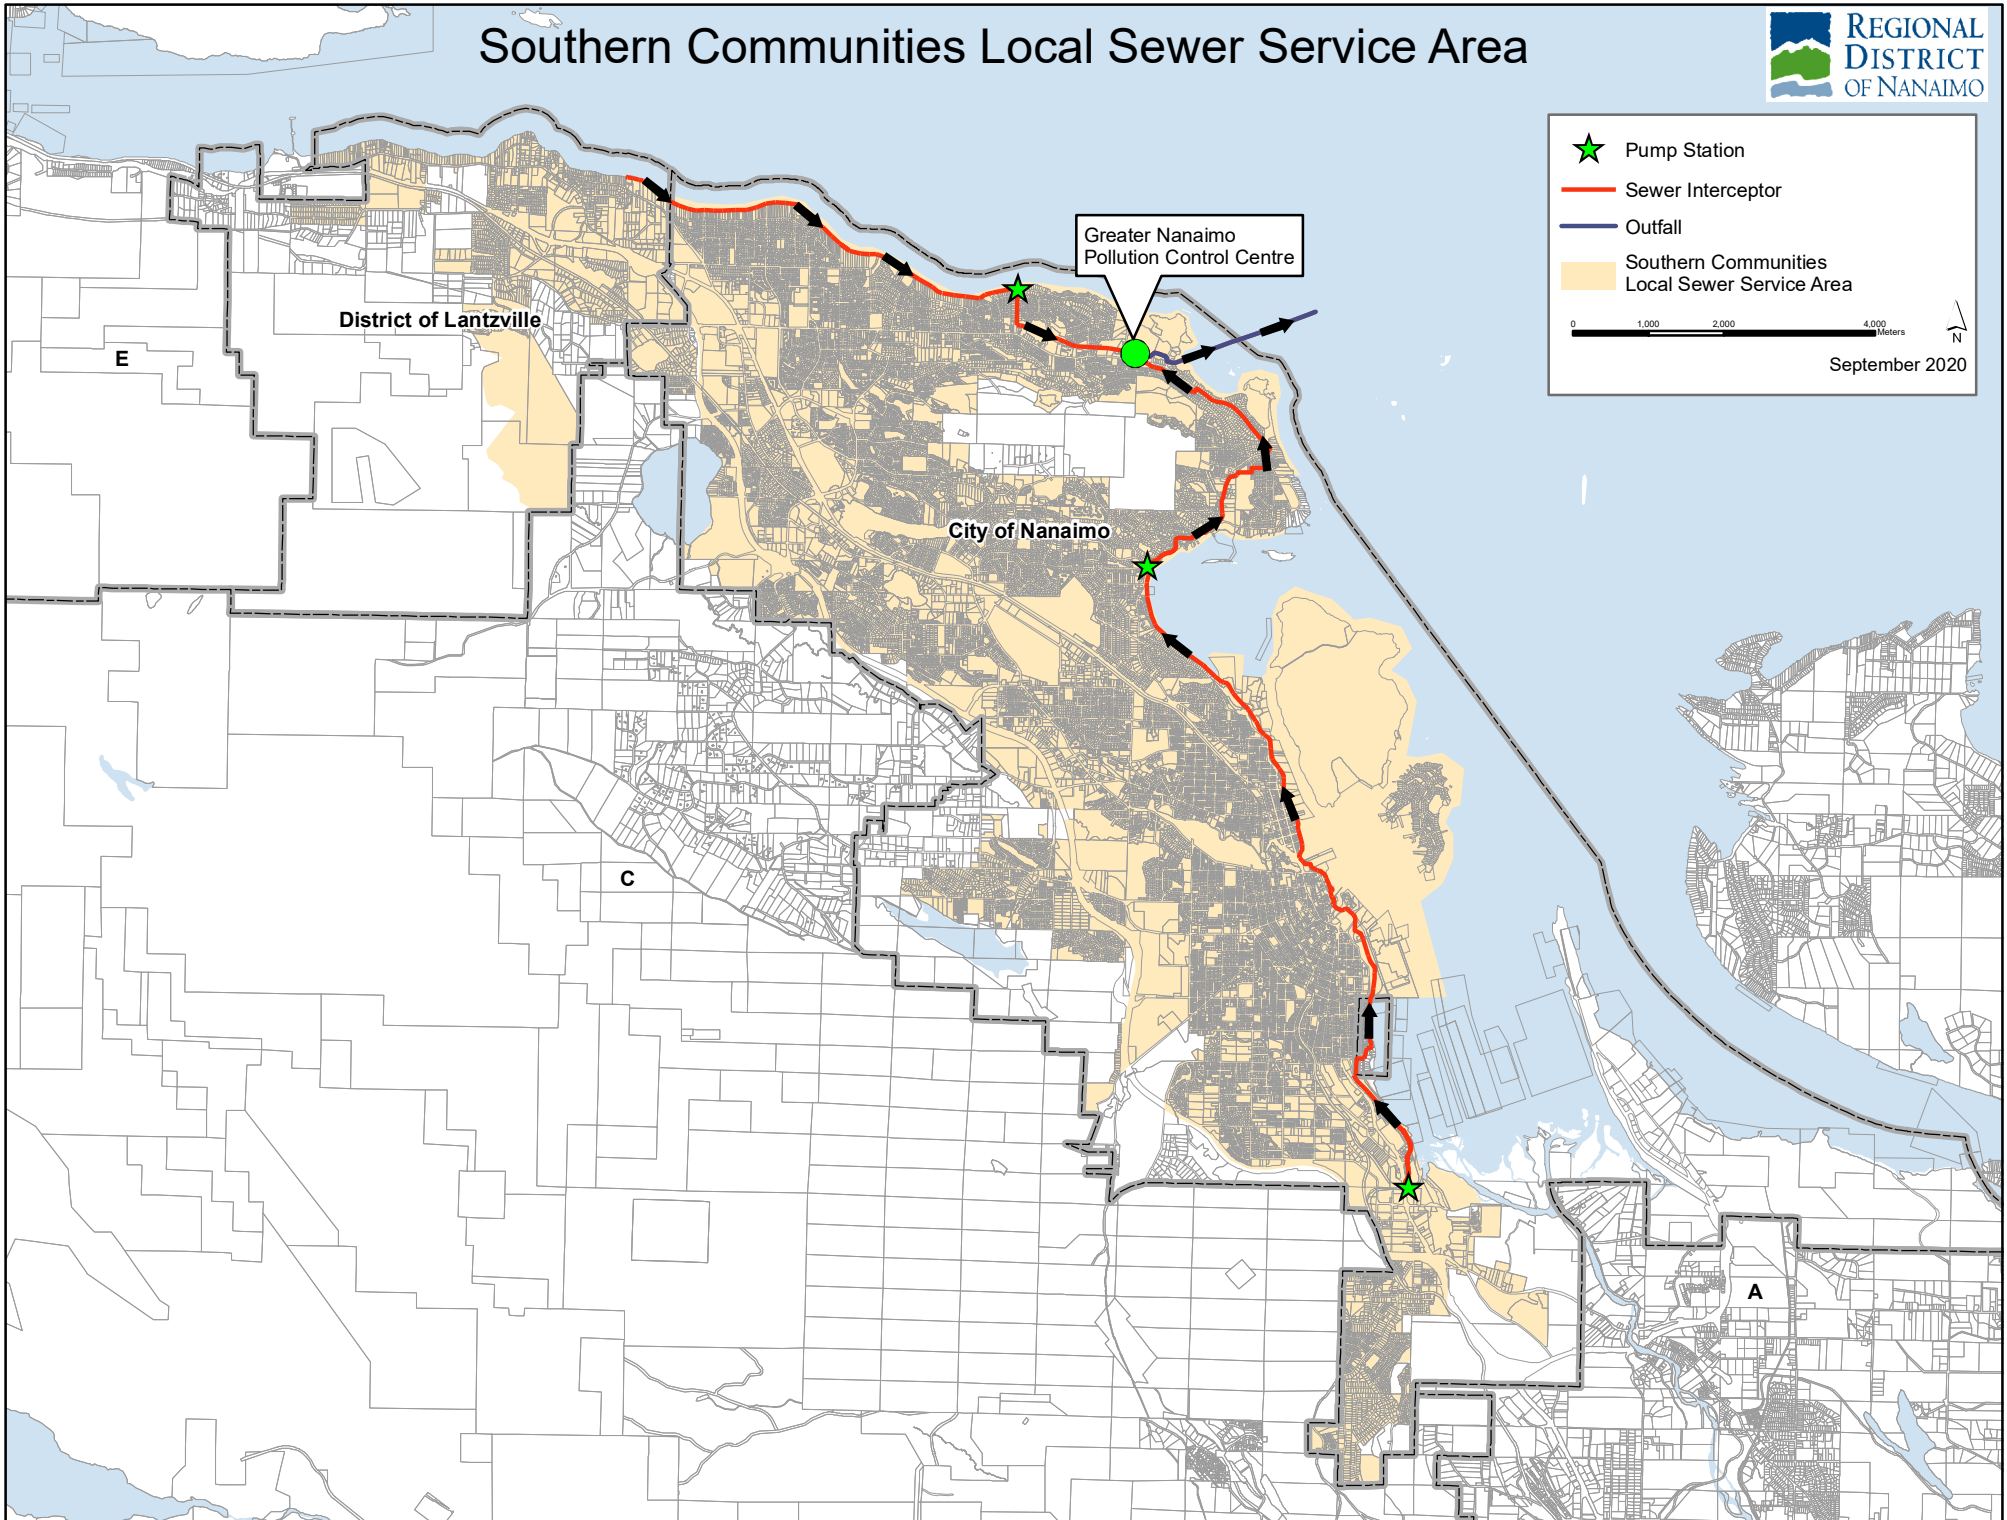 Southern Communities Local Sewer Service Area
REGIONAL
DISTRICT
OF NANAIMO
Pump Station
Sewer Interceptor
Outfall
Southern Communities
Local Sewer Service Area
0 1,000 2,000 4,000
Meters
N
September 2020
Greater Nanaimo
Pollution Control Centre
District of Lantzville
E
City of Nanaimo
C
A